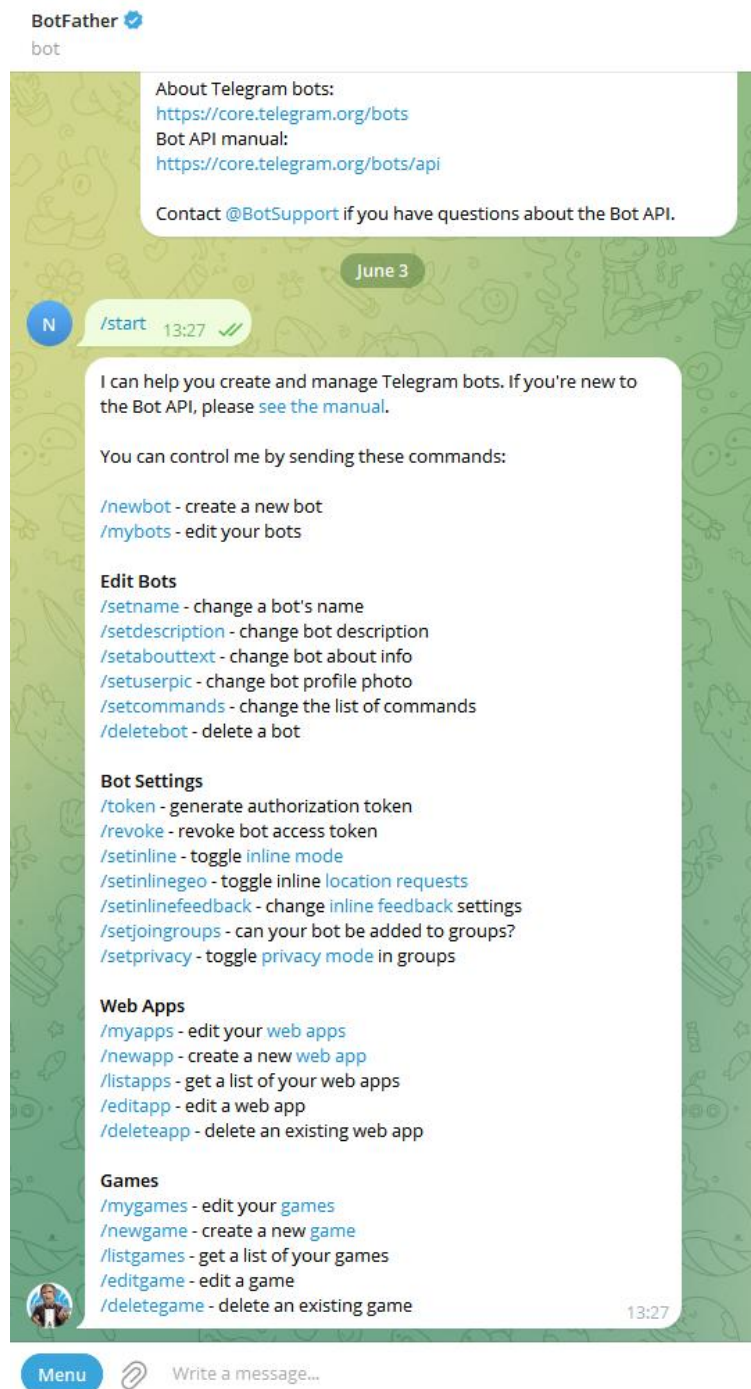 BotFather
bot
About Telegram bots:
https://core.telegram.org/bots
Bot API manual:
https://core.telegram.org/bots/api
Contact @BotSupport if you have questions about the Bot API.
June 3
N
/start 13:27
I can help you create and manage Telegram bots. If you're new to
the Bot API, please see the manual.
You can control me by sending these commands:
/newbot - create a new bot
/mybots - edit your bots
Edit Bots
/setname - change a bot's name
/setdescription - change bot description
/setabouttext - change bot about info
/setuserpic - change bot profile photo
/setcommands - change the list of commands
/deletebot - delete a bot
Bot Settings
/token - generate authorization token
/revoke - revoke bot access token
/setinline - toggle inline mode
/setinlinegeo - toggle inline location requests
/setinlinefeedback - change inline feedback settings
/setjoingroups - can your bot be added to groups?
/setprivacy - toggle privacy mode in groups
Web Apps
/myapps - edit your web apps
/newapp - create a new web app
/listapps - get a list of your web apps
/editapp - edit a web app
/deleteapp - delete an existing web app
Games
/mygames - edit your games
/newgame - create a new game
/listgames - get a list of your games
/editgame - edit a game
/deletegame - delete an existing game
13:27
Menu
Write a message...